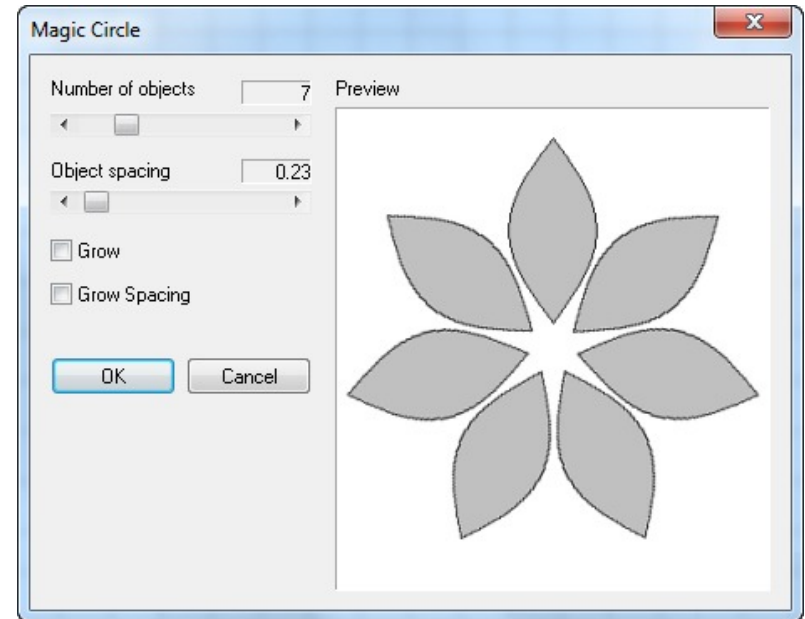 Magic Circle
Number of objects 7
Preview
Object spacing 0.23
Grow
Grow Spacing
OK Cancel